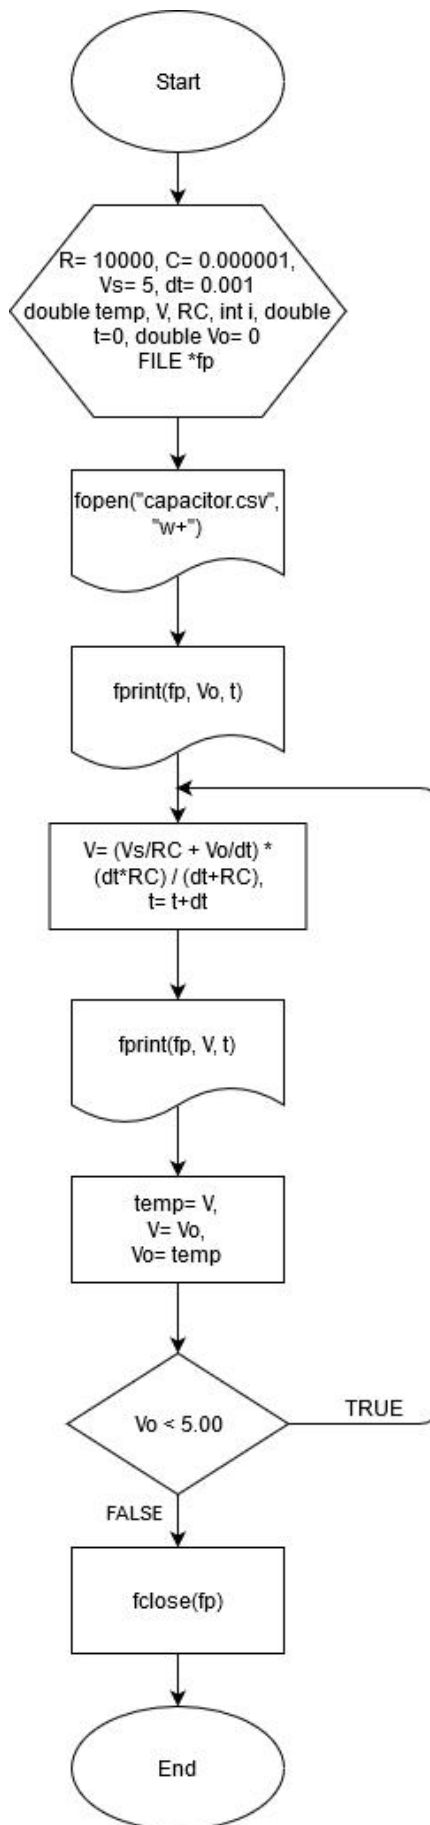 Start
R= 10000, C= 0.000001,
Vs= 5, dt= 0.001
double temp, V, RC, int i, double
t=0, double Vo= 0
FILE *fp
fopen("capacitor.csv",
"w+")
fprint(fp, Vo, t)
V= (Vs/RC + Vo/dt) *
(dt*RC) / (dt+RC),
t= t+dt
fprint(fp, V, t)
temp= V,
V= Vo,
Vo= temp
Vo < 5.00
TRUE
FALSE
fclose(fp)
End